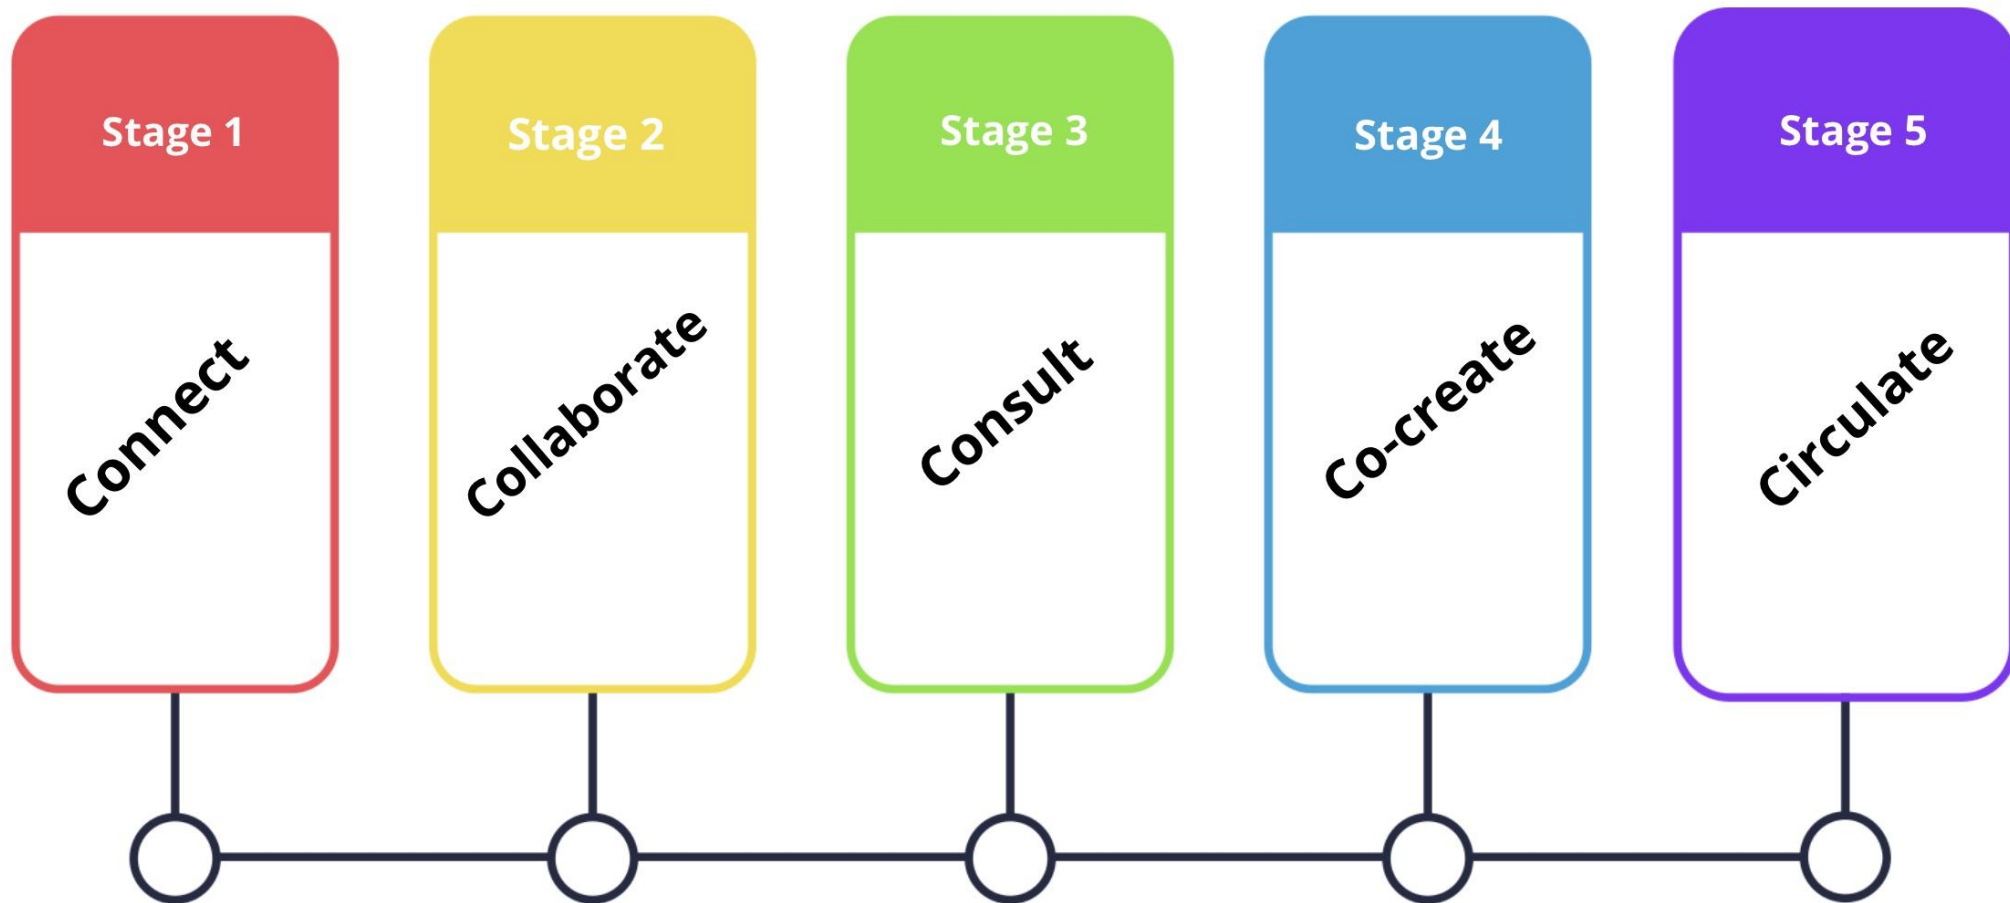 Stage 1
Connect
Stage 2
Collaborate
Stage 3
Consult
Stage 4
Co-create
Stage 5
Circulate